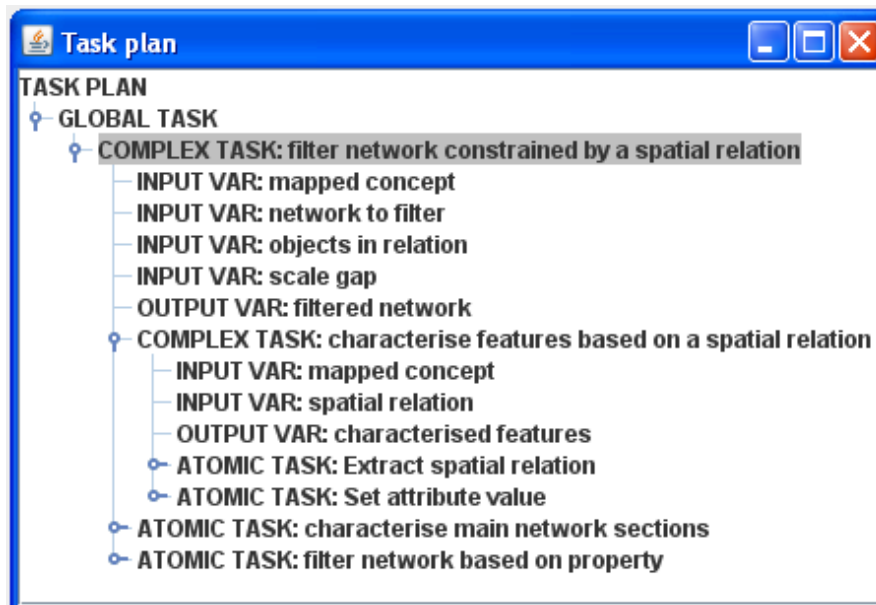 Task plan
TASK PLAN
GLOBAL TASK
COMPLEX TASK: filter network constrained by a spatial relation
INPUT VAR: mapped concept
INPUT VAR: network to filter
INPUT VAR: objects in relation
INPUT VAR: scale gap
OUTPUT VAR: filtered network
COMPLEX TASK: characterise features based on a spatial relation
INPUT VAR: mapped concept
INPUT VAR: spatial relation
OUTPUT VAR: characterised features
ATOMIC TASK: Extract spatial relation
ATOMIC TASK: Set attribute value
ATOMIC TASK: characterise main network sections
ATOMIC TASK: filter network based on property